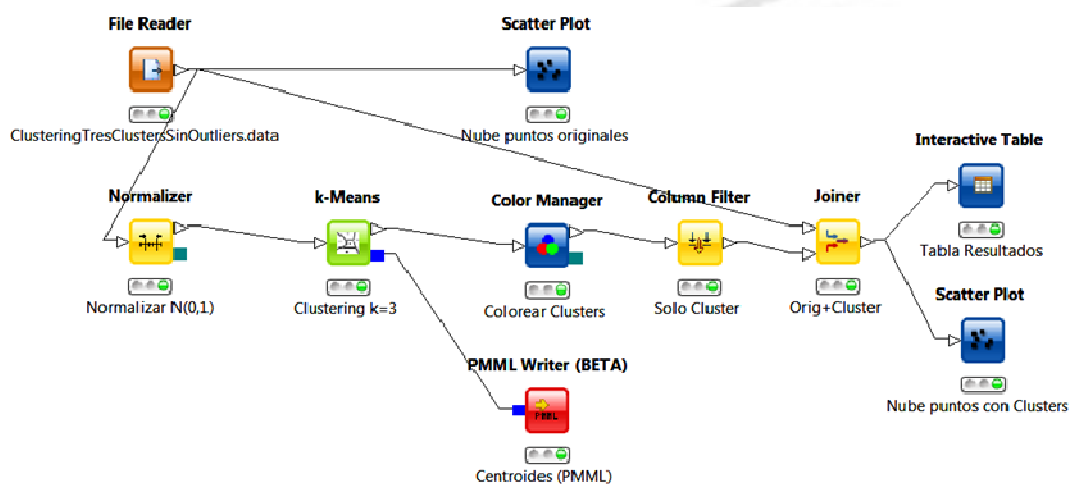 File Reader
Scatter Plot
ClusteringTresClustersSinOutliers.data
Nube puntos originales
Interactive Table
Normalizer
k-Means
Color Manager
Column Filter
Joiner
Tabla Resultados
Normalizar N(0,1)
Clustering k=3
Colorear Clusters
Solo Cluster
Orig+Cluster
Scatter Plot
PMML Writer (BETA)
Nube puntos con Clusters
PMML
Centroides (PMML)